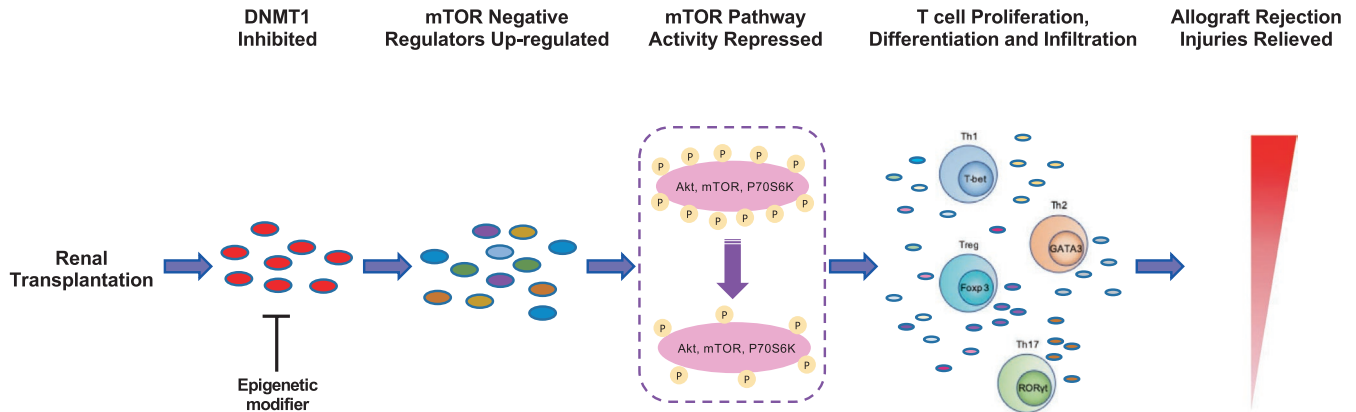 DNMT1
Inhibited
mTOR Negative
Regulators Up-regulated
mTOR Pathway
Activity Repressed
T cell Proliferation,
Differentiation and Infiltration
Allograft Rejection
Injuries Relieved
Renal
Transplantation
Epigenetic
modifier
P
P
P
P
P
Akt, mTOR, P70S6K
P
P
P
P
P
P
P
P
P
Akt, mTOR, P70S6K
P
P
P
Th1
T-bet
Th2
GATA3
Treg
Foxp3
Th17
RORγt